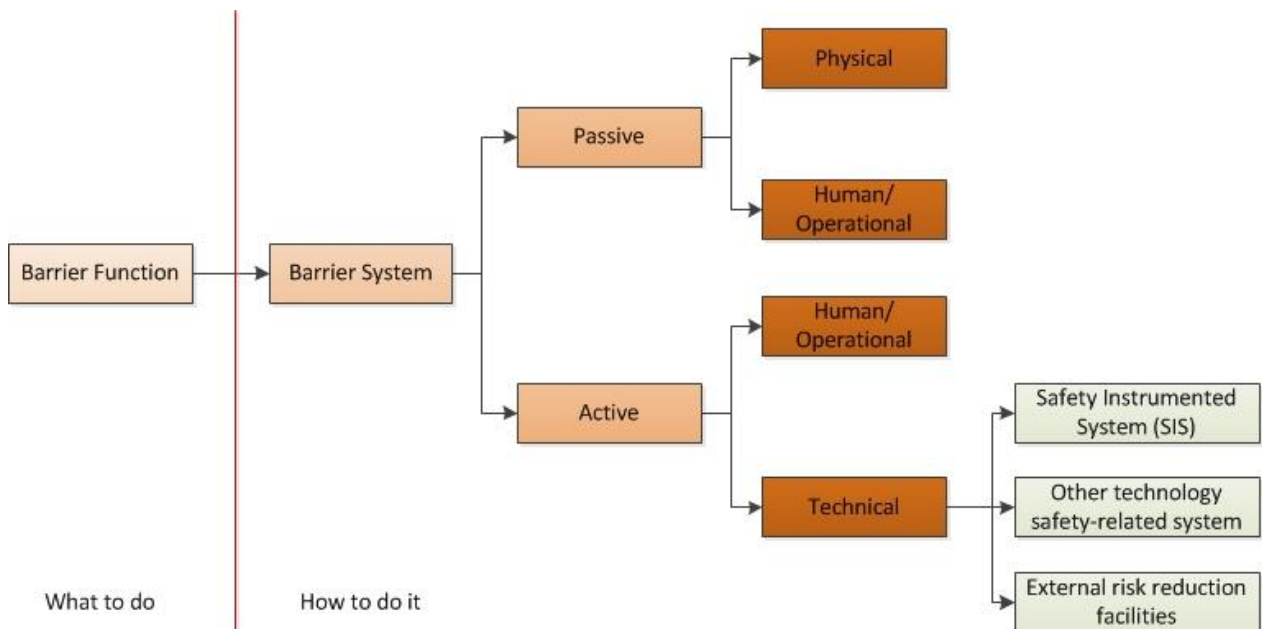 Physical
Passive
Human/
Operational
Barrier Function
Barrier System
Human/
Operational
Active
Safety Instrumented
System (SIS)
Technical
Other technology
safety-related system
External risk reduction
facilities
What to do
How to do it